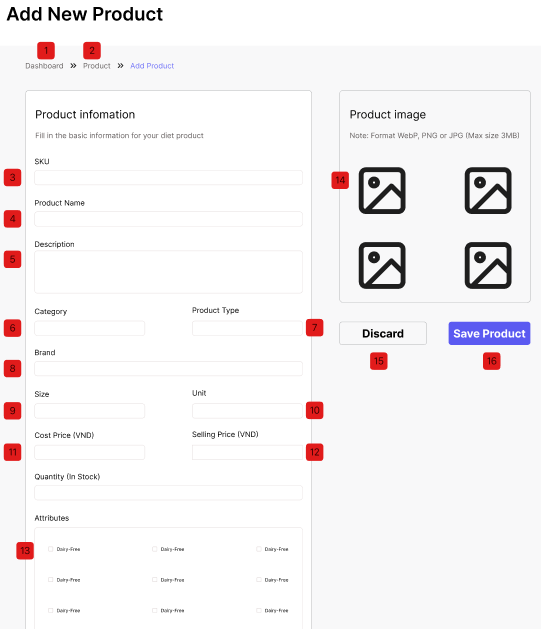 Add New Product
1 2
Dashboard » Product » Add Product
Product infomation
Fill in the basic information for your diet product
SKU
3
Product Name
4
Description
5
Category Product Type
6 7
Brand
8
Size Unit
9 10
Cost Price (VND) Selling Price (VND)
11 12
Quantity (In Stock)
Attributes
13 Dairy-Free Dairy-Free Dairy-Free
Dairy-Free Dairy-Free Dairy-Free
Dairy-Free Dairy-Free Dairy-Free
Product image
Note: Format WebP, PNG or JPG (Max size 3MB)
14
Discard Save Product
15 16